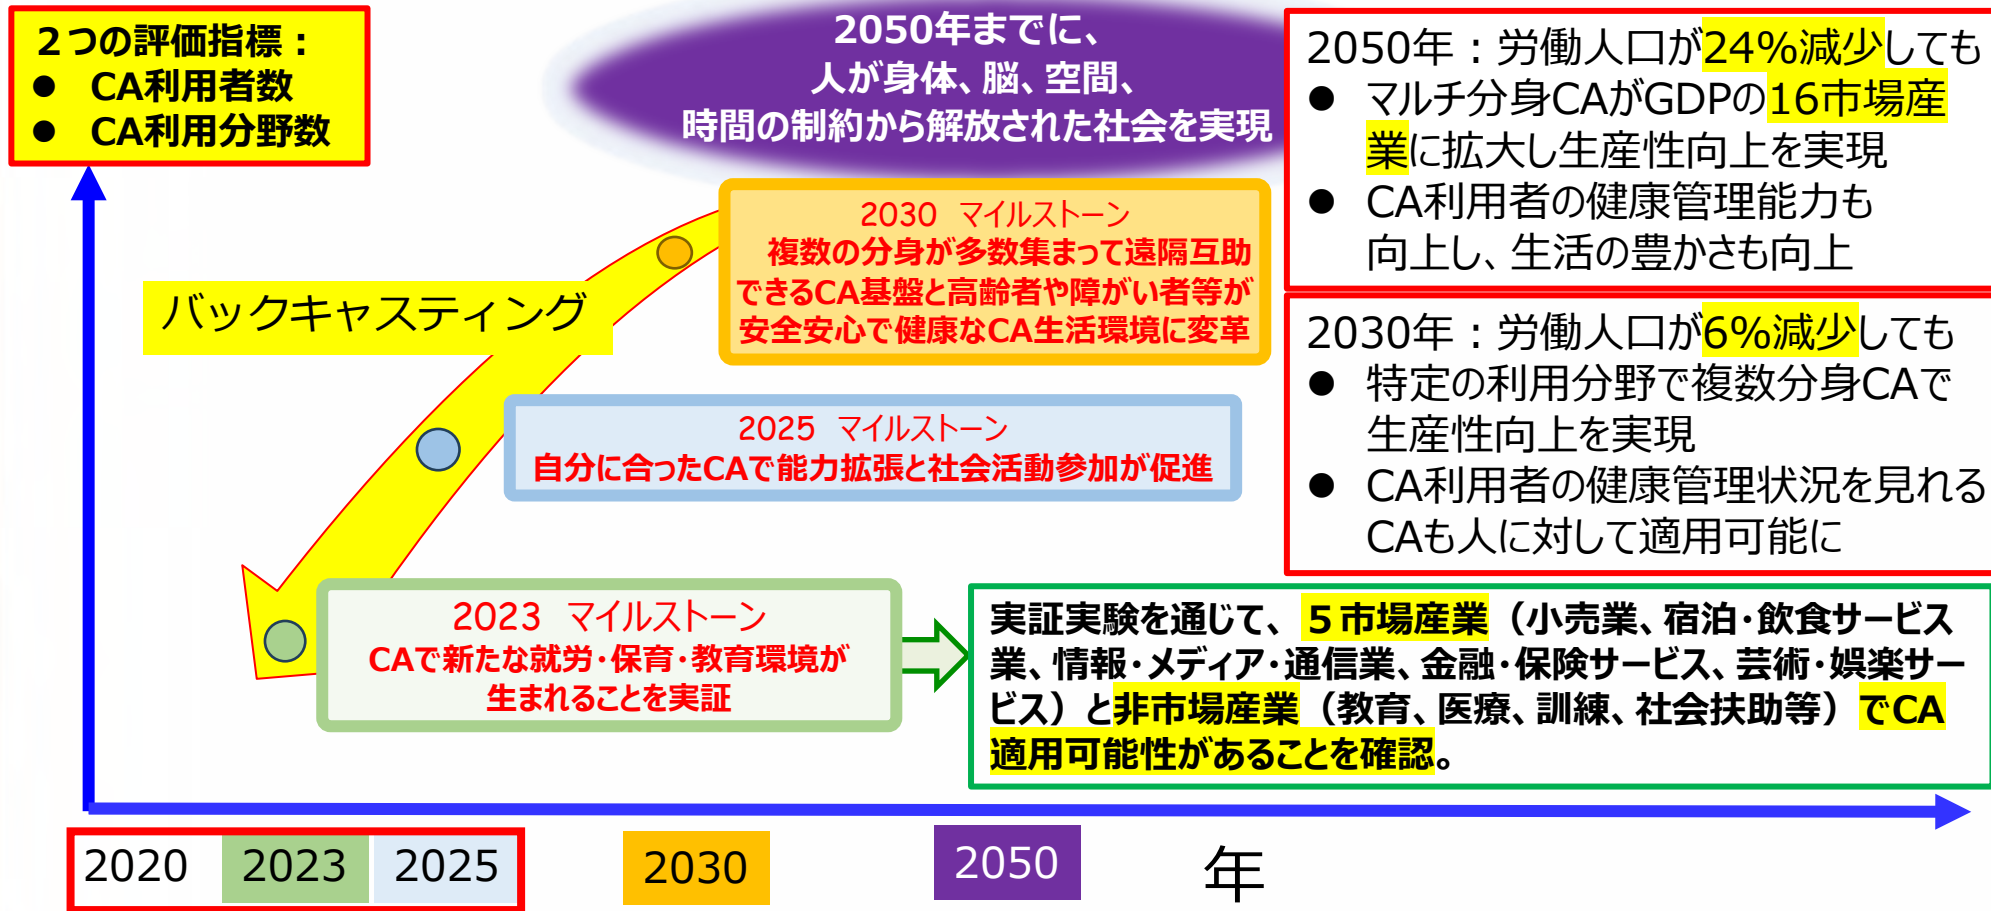 ２つの評価指標：
● CA利用者数
● CA利用分野数
2050年までに、
人が身体、脳、空間、
時間の制約から解放された社会を実現
2050年：労働人口が24%減少しても
● マルチ分身CAがGDPの16市場産
業に拡大し生産性向上を実現
● CA利用者の健康管理能力も
向上し、生活の豊かさも向上
バックキャスティング
2030 マイルストーン
複数の分身が多数集まって遠隔互助
できるCA基盤と高齢者や障がい者等が
安全安心で健康なCA生活環境に変革
2030年：労働人口が6%減少しても
● 特定の利用分野で複数分身CAで
生産性向上を実現
● CA利用者の健康管理状況を見れる
CAも人に対して適用可能に
2025 マイルストーン
自分に合ったCAで能力拡張と社会活動参加が促進
2023 マイルストーン
CAで新たな就労・保育・教育環境が
生まれることを実証
実証実験を通じて、５市場産業（小売業、宿泊・飲食サービス
業、情報・メディア・通信業、金融・保険サービス、芸術・娯楽サー
ビス）と非市場産業（教育、医療、訓練、社会扶助等）でCA
適用可能性があることを確認。
2020 2023 2025 2030 2050 年